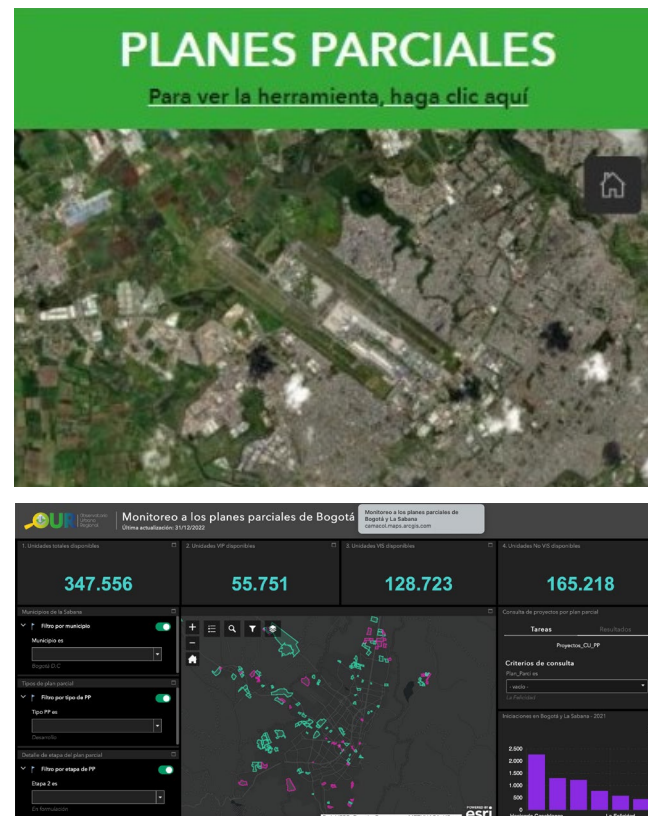 PLANES PARCIALES
Para ver la herramienta, haga clic aquí
OUR Observatorio Urbano Regional
Monitoreo a los planes parciales de Bogotá
Última actualización: 31/12/2022
Monitoreo a los planes parciales de
Bogotá y La Sabana
camacol.maps.arcgis.com
1. Unidades totales disponibles
347.556
2. Unidades VIP disponibles
55.751
3. Unidades VIS disponibles
128.723
4. Unidades No VIS disponibles
165.218
Municipios de la Sabana
Filtro por municipio
Municipio es
Bogotá D.C
Tipos de plan parcial
Filtro por tipo de PP
Tipo PP es
Desarrollo
Detalle de etapa del plan parcial
Filtro por etapa de PP
Etapa 2 es
En formulación
POWERED BY
esri
Consulta de proyectos por plan parcial
Tareas
Resultados
Proyectos_CU_PP
Criterios de consulta
Plan_Parci es
- vacío -
La Felicidad
Iniciaciones en Bogotá y La Sabana - 2021
2.500
2.000
1.500
1.000
500
0
La Felicidad